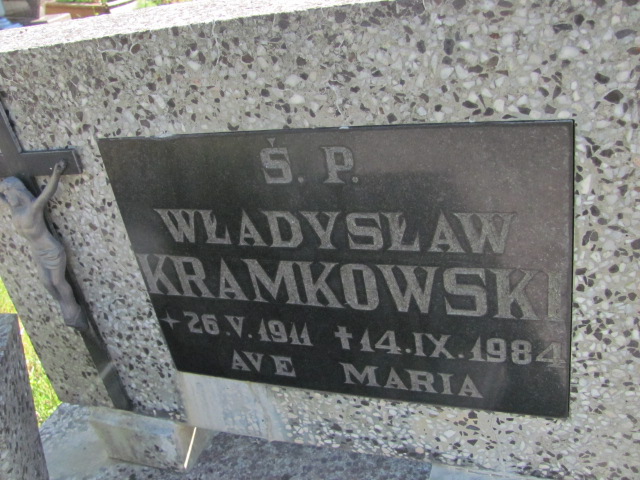 Ś. P.
WŁADYSŁAW
KRAMKOWSKI
+ 26.V.1911 ✝14.IX.1984
AVE MARIA